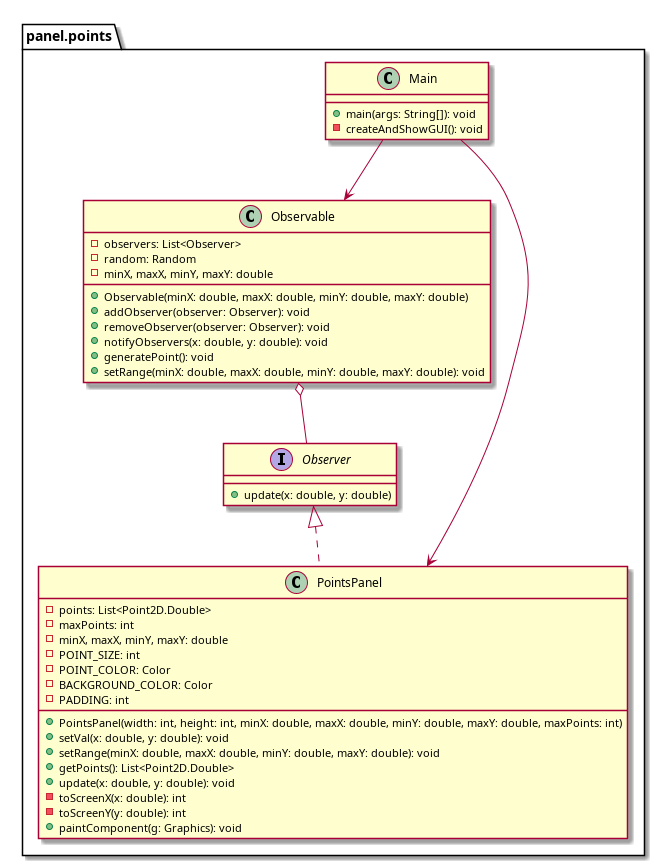 panel.points
C Main
main(args: String[]): void
createAndShowGUI(): void
C Observable
observers: List<Observer>
random: Random
minX, maxX, minY, maxY: double
Observable(minX: double, maxX: double, minY: double, maxY: double)
addObserver(observer: Observer): void
removeObserver(observer: Observer): void
notifyObservers(x: double, y: double): void
generatePoint(): void
setRange(minX: double, maxX: double, minY: double, maxY: double): void
I Observer
update(x: double, y: double)
C PointsPanel
points: List<Point2D.Double>
maxPoints: int
minX, maxX, minY, maxY: double
POINT_SIZE: int
POINT_COLOR: Color
BACKGROUND_COLOR: Color
PADDING: int
PointsPanel(width: int, height: int, minX: double, maxX: double, minY: double, maxY: double, maxPoints: int)
setVal(x: double, y: double): void
setRange(minX: double, maxX: double, minY: double, maxY: double): void
getPoints(): List<Point2D.Double>
update(x: double, y: double): void
toScreenX(x: double): int
toScreenY(y: double): int
paintComponent(g: Graphics): void